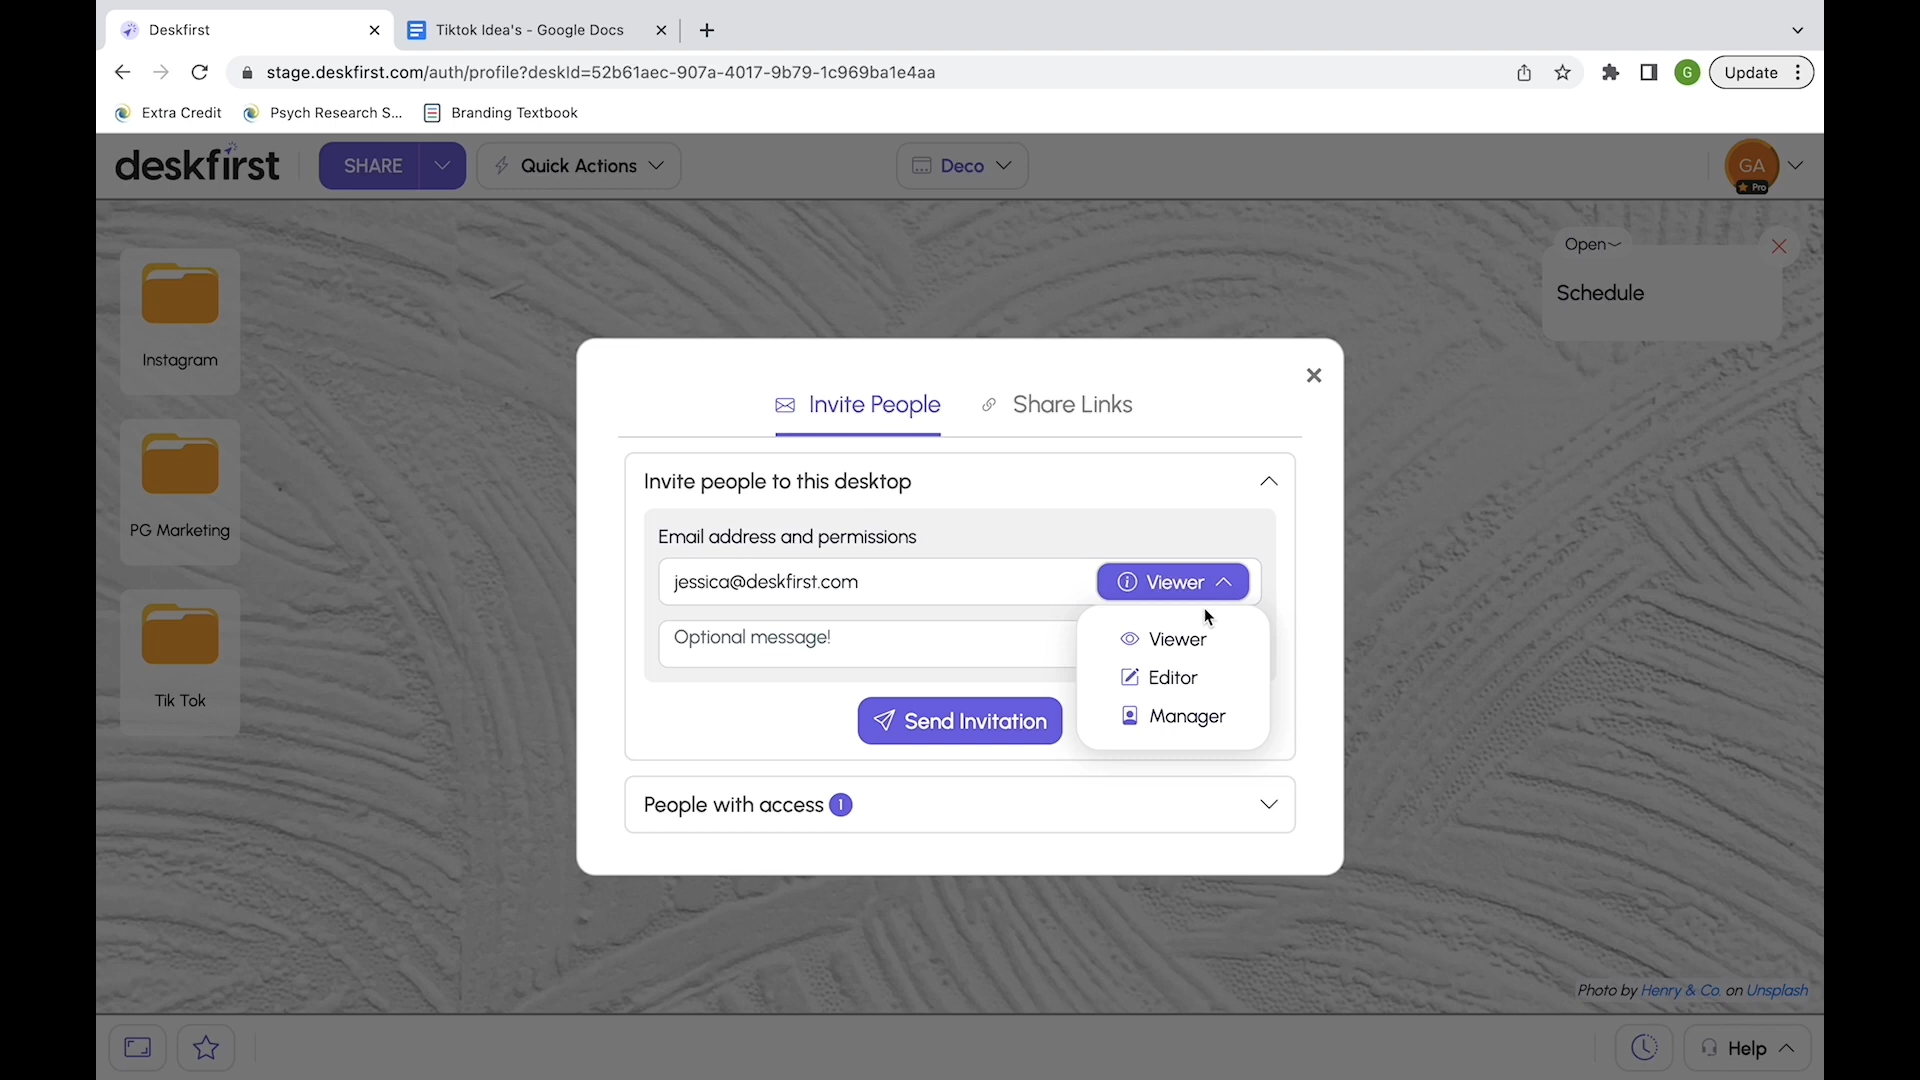 Deskfirst
Tiktok Idea's - Google Docs
stage.deskfirst.com/auth/profile?deskId=52b61aec-907a-4017-9b79-1c969ba1e4aa
G
Update
Extra Credit
Psych Research S...
Branding Textbook
deskfirst
SHARE
Quick Actions
Deco
GA
Pro
Open
Schedule
Instagram
PG Marketing
Tik Tok
Invite People
Share Links
Invite people to this desktop
Email address and permissions
jessica@deskfirst.com
Viewer
Optional message!
Viewer
Editor
Manager
Send Invitation
People with access 1
Photo by Henry & Co. on Unsplash
Help